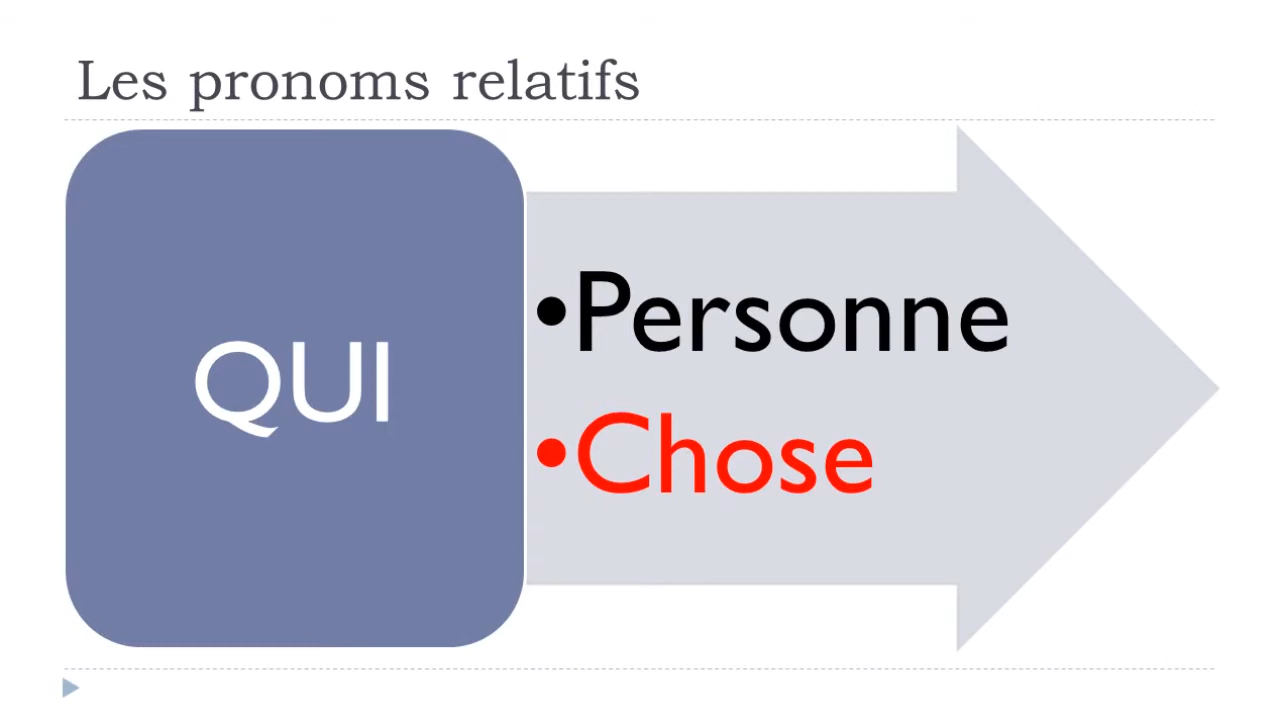 Les pronoms relatifs
QUI
•Personne
•Chose